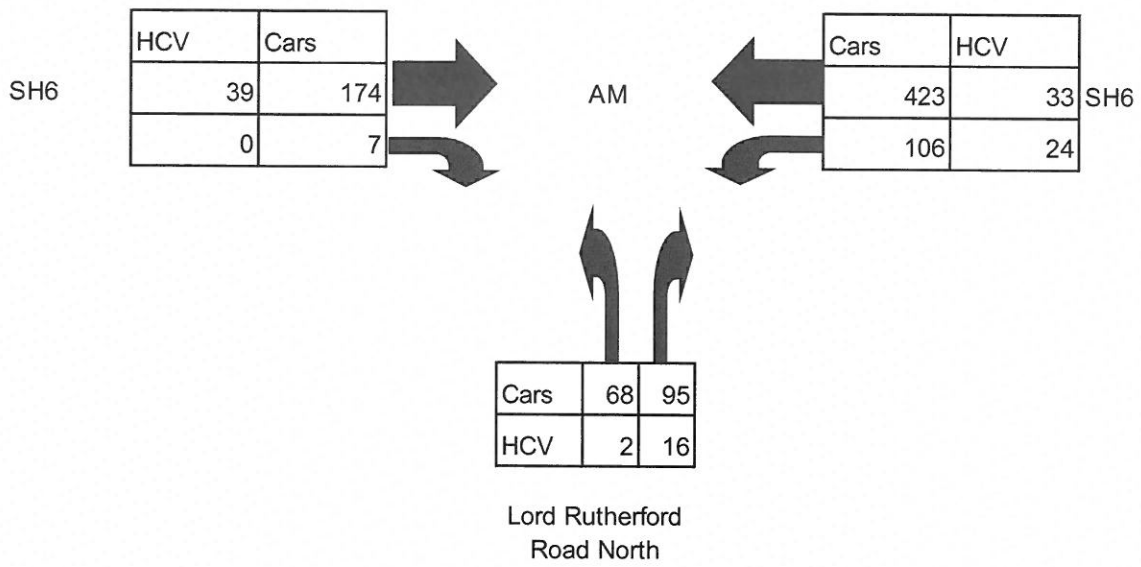 HCV Cars
SH6 39 174
0 7
AM
Cars HCV
423 33 SH6
106 24
Cars 68 95
HCV 2 16
Lord Rutherford
Road North